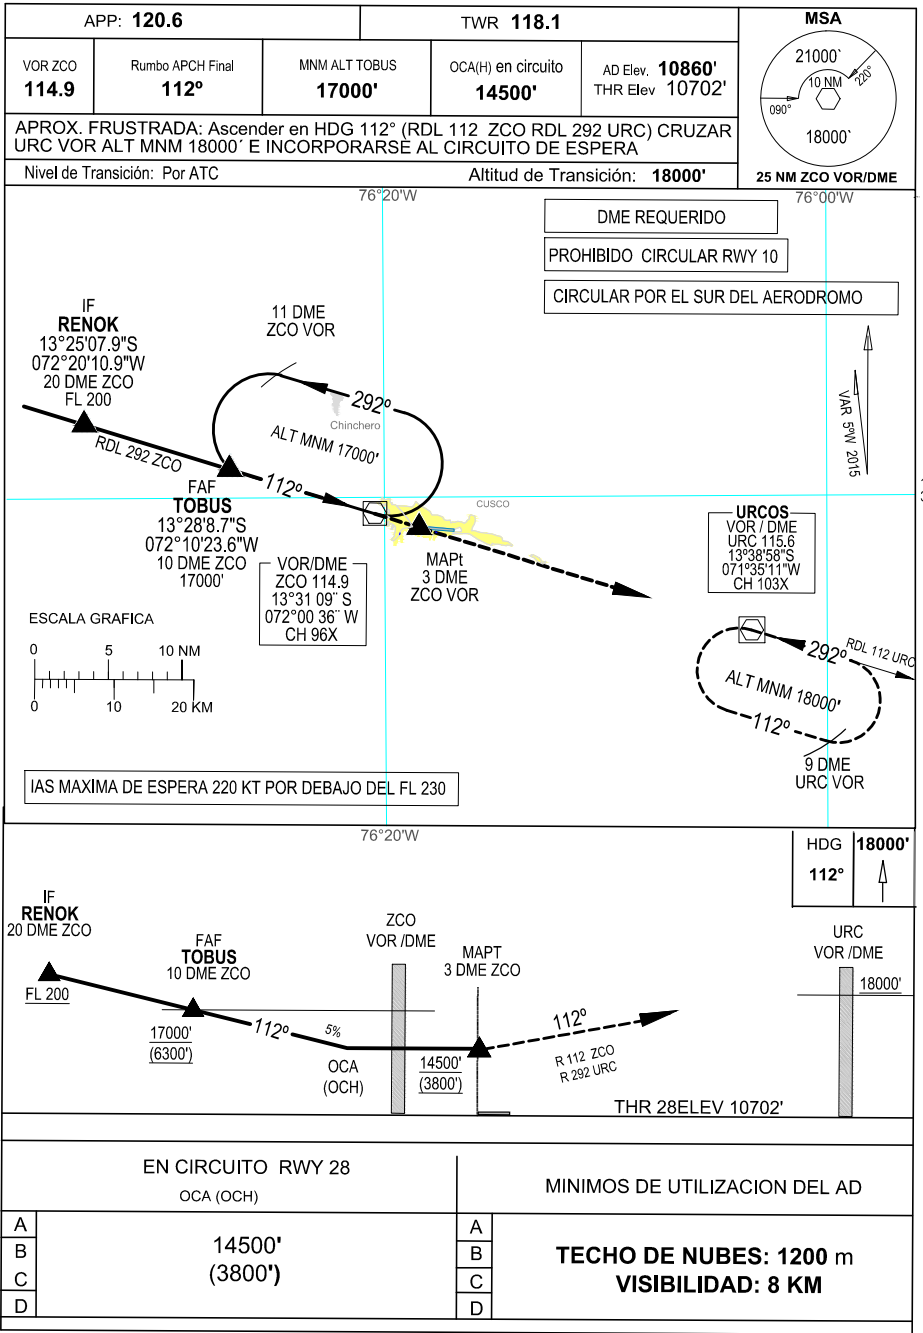 APP: 120.6
TWR 118.1
MSA
VOR ZCO
114.9
Rumbo APCH Final
112º
MNM ALT TOBUS
17000'
OCA(H) en circuito
14500'
AD Elev. 10860'
THR Elev 10702'
21000`
10 NM
220°
090°
18000`
25 NM ZCO VOR/DME
APROX. FRUSTRADA: Ascender en HDG 112° (RDL 112 ZCO RDL 292 URC) CRUZAR
URC VOR ALT MNM 18000´ E INCORPORARSE AL CIRCUITO DE ESPERA
Nivel de Transición: Por ATC
Altitud de Transición: 18000'
76°20'W
76°00'W
DME REQUERIDO
PROHIBIDO CIRCULAR RWY 10
CIRCULAR POR EL SUR DEL AERODROMO
IF
RENOK
13°25'07.9"S
072°20'10.9"W
20 DME ZCO
FL 200
11 DME
ZCO VOR
292º
Chinchero
ALT MNM 17000'
RDL 292 ZCO
112º
VAR 5ºW 2015
FAF
TOBUS
13°28'8.7"S
072°10'23.6"W
10 DME ZCO
17000'
CUSCO
VOR/DME
ZCO 114.9
13°31 09¨ S
072°00 36¨ W
CH 96X
MAPt
3 DME
ZCO VOR
URCOS
VOR / DME
URC 115.6
13º38'58"S
071º35'11"W
CH 103X
ESCALA GRAFICA
0 5 10 NM
0 10 20 KM
292º
RDL 112 URC
ALT MNM 18000'
112º
9 DME
URC VOR
IAS MAXIMA DE ESPERA 220 KT POR DEBAJO DEL FL 230
76°20'W
HDG
112°
18000'
IF
RENOK
20 DME ZCO
FL 200
FAF
TOBUS
10 DME ZCO
17000'
(6300')
112º
5%
ZCO
VOR /DME
OCA
(OCH)
14500'
(3800')
MAPT
3 DME ZCO
112º
R 112 ZCO
R 292 URC
URC
VOR /DME
18000'
THR 28ELEV 10702'
EN CIRCUITO RWY 28
OCA (OCH)
MINIMOS DE UTILIZACION DEL AD
A
B
C
D
14500'
(3800')
A
B
C
D
TECHO DE NUBES: 1200 m
VISIBILIDAD: 8 KM